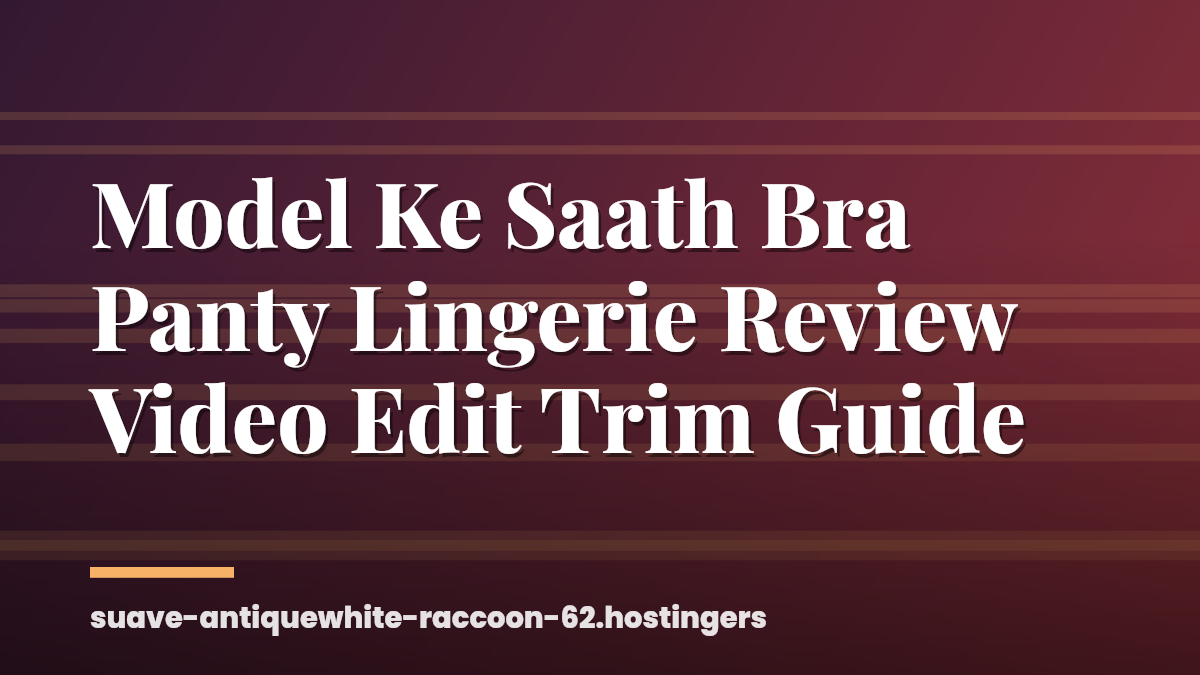 Model Ke Saath Bra
Panty Lingerie Review
Video Edit Trim Guide
suave-antiquewhite-raccoon-62.hostingers